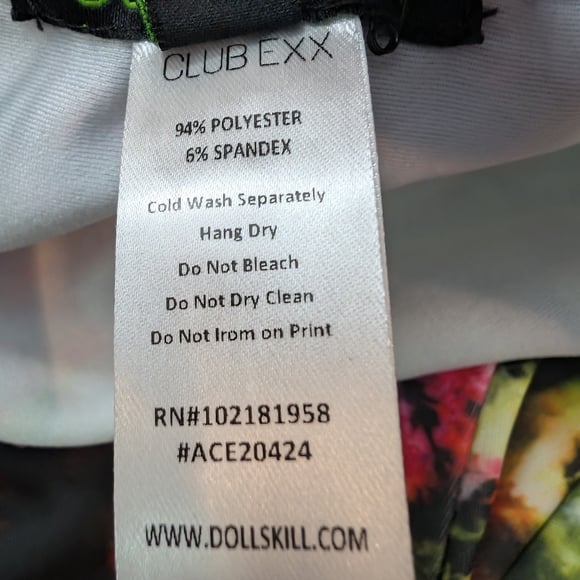 CLUB EXX
94% POLYESTER
6% SPANDEX
Cold Wash Separately
Hang Dry
Do Not Bleach
Do Not Dry Clean
Do Not Irom on Print
RN#102181958
#ACE20424
WWW.DOLLSKILL.COM